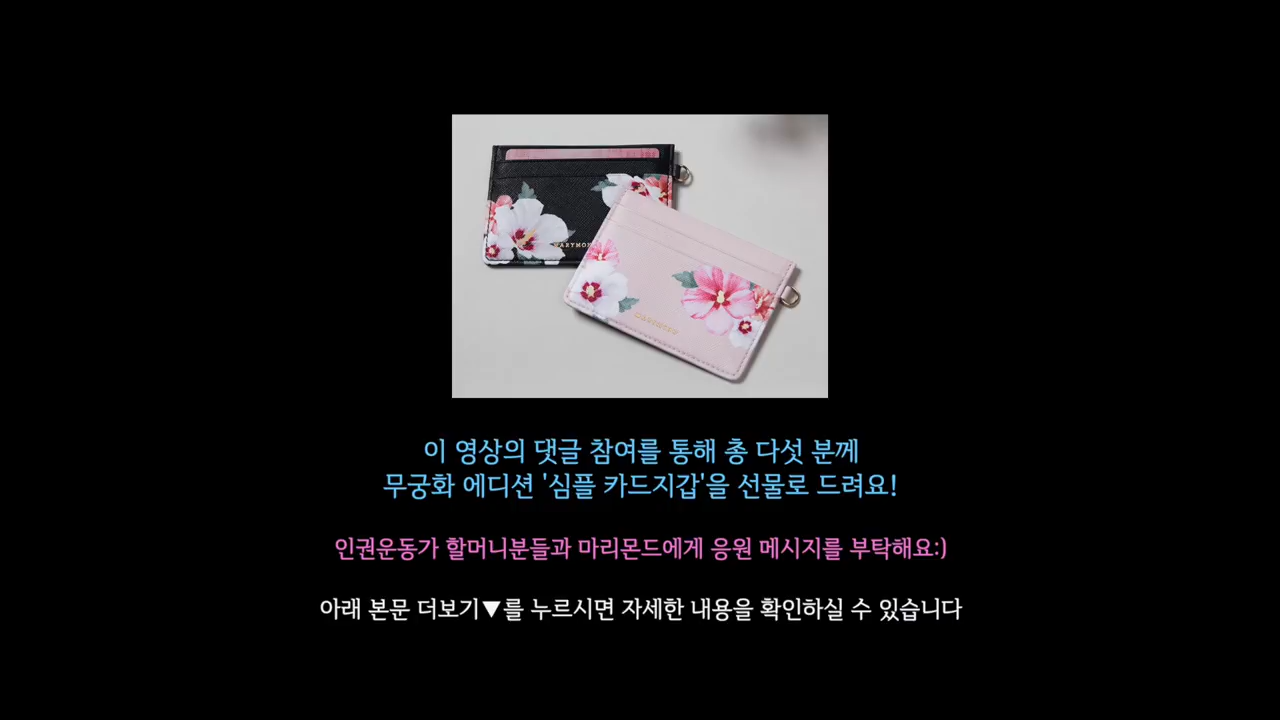 MARYMOND
이 영상의 댓글 참여를 통해 총 다섯 분께
무궁화 에디션 '심플 카드지갑'을 선물로 드려요!
인권운동가 할머니분들과 마리몬드에게 응원 메시지를 부탁해요:)
아래 본문 더보기▼를 누르시면 자세한 내용을 확인하실 수 있습니다